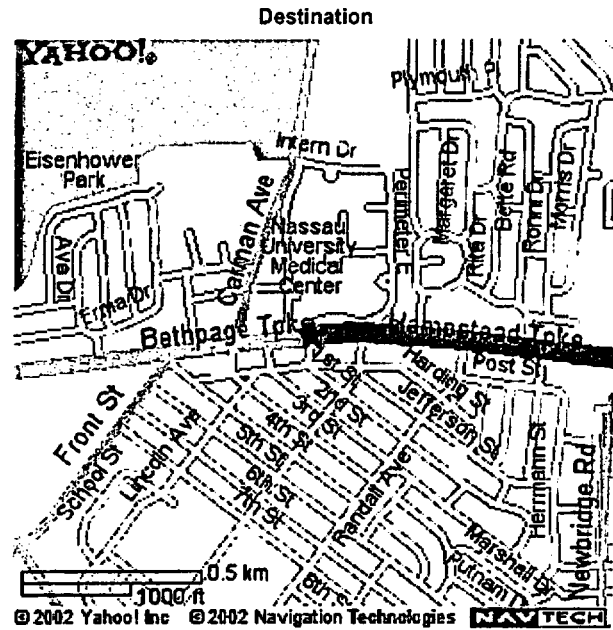 Destination
YAHOO!®
Plymouth
Intern Dr
Eisenhower
Park
Margaret Dr
Bette Rd
Ronni Dr
Morris Dr
Perimeter
Rita Dr
Carman Ave
Nassau
University
Medical
Center
Ave Dr
Erma Dr
Bethpage Tpke
Hempstead Tpke
1st St
Harding St
Post St
2nd St
Jefferson St
3rd St
4th St
Front St
5th St
Lincoln Ave
School St
6th St
7th St
Randall Ave
Herrmann St
Newbridge Rd
Marshall Dr
Putnam
0.5 km
1000 ft
©2002 Yahoo! Inc ©2002 Navigation Technologies NAVTECH